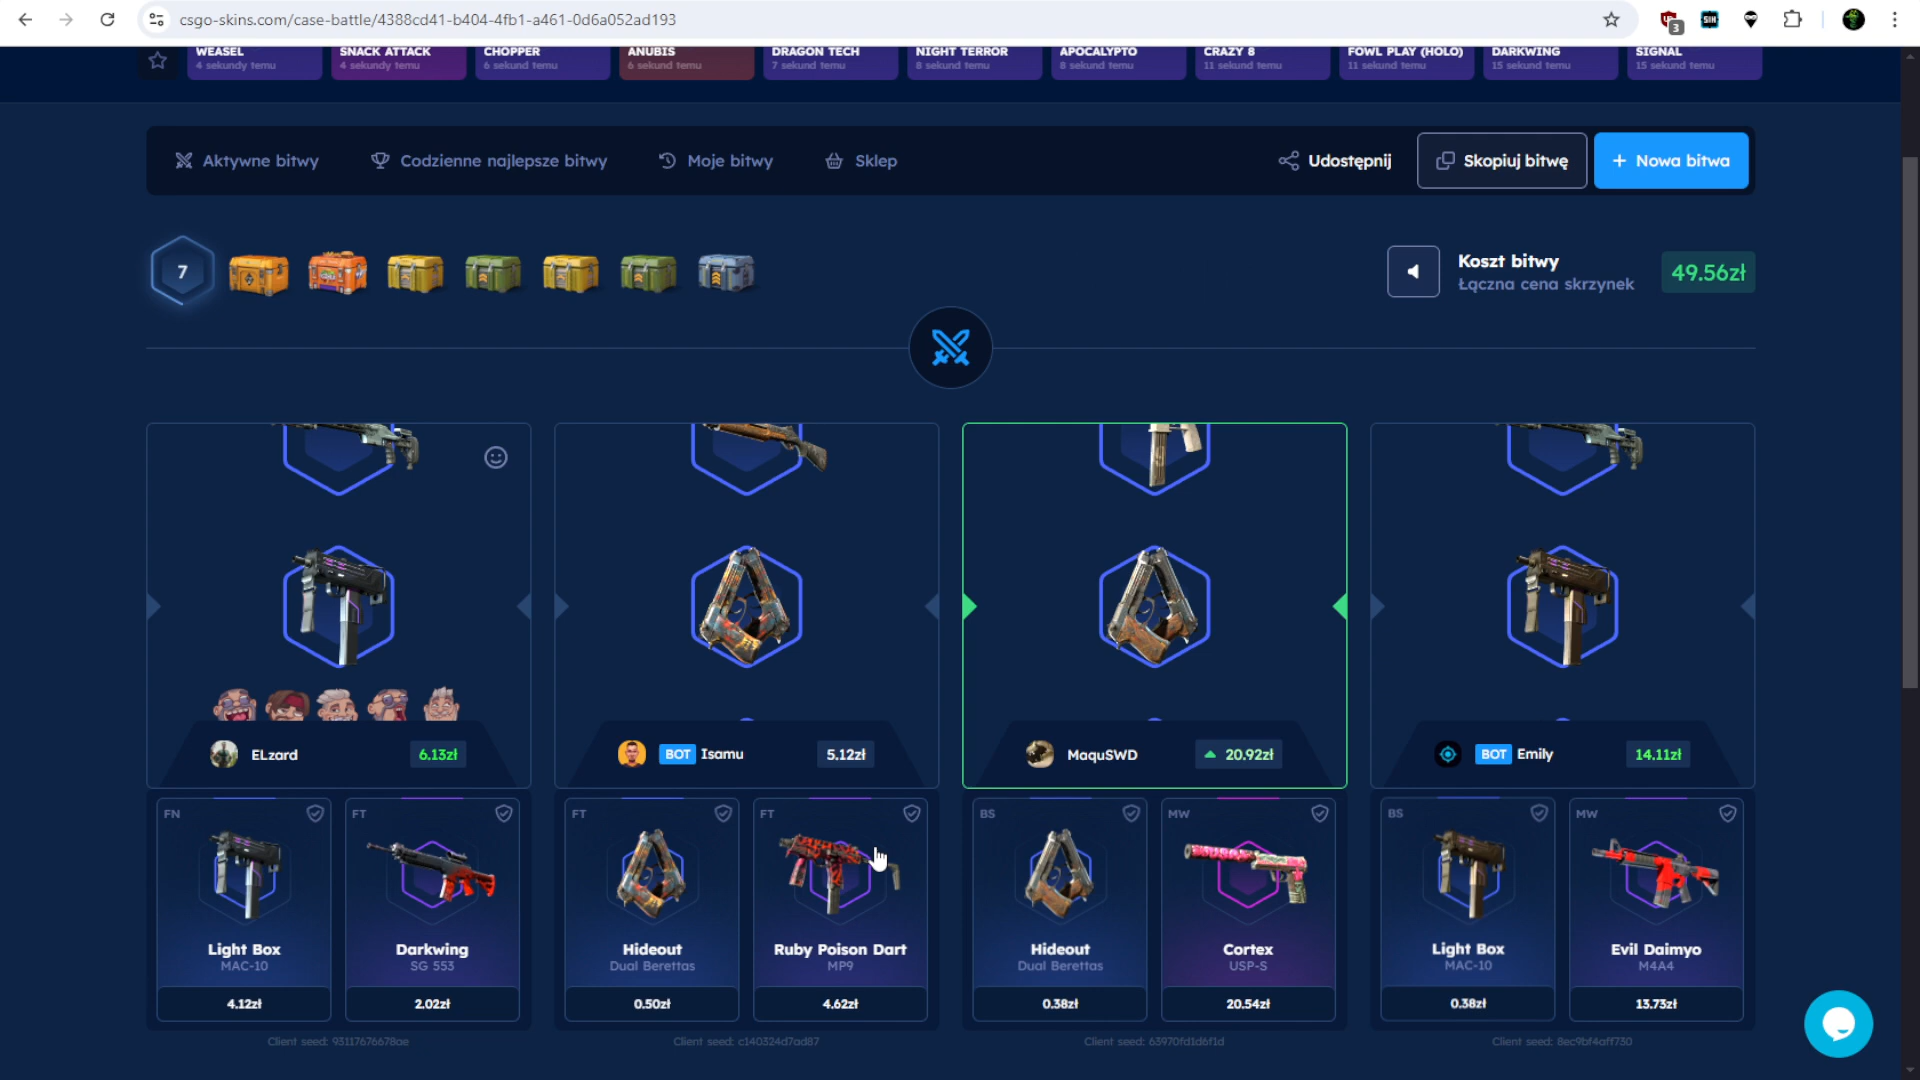 csgo-skins.com/case-battle/4388cd41-b404-4fb1-a461-0d6a052ad193
3
SIH
WEASEL
4 sekundy temu
SNACK ATTACK
4 sekundy temu
CHOPPER
6 sekund temu
ANUBIS
6 sekund temu
DRAGON TECH
7 sekund temu
NIGHT TERROR
8 sekund temu
APOCALYPTO
8 sekund temu
CRAZY 8
11 sekund temu
FOWL PLAY (HOLO)
11 sekund temu
DARKWING
15 sekund temu
SIGNAL
15 sekund temu
Aktywne bitwy
Codzienne najlepsze bitwy
Moje bitwy
Sklep
Udostępnij
Skopiuj bitwę
+ Nowa bitwa
7
Koszt bitwy
Łączna cena skrzynek
49.56zł
ELzard
6.13zł
BOT Isamu
5.12zł
MaquSWD
20.92zł
BOT Emily
14.11zł
FN
Light Box
MAC-10
4.12zł
FT
Darkwing
SG 553
2.02zł
FT
Hideout
Dual Berettas
0.50zł
FT
Ruby Poison Dart
MP9
4.62zł
BS
Hideout
Dual Berettas
0.38zł
MW
Cortex
USP-S
20.54zł
BS
Light Box
MAC-10
0.38zł
MW
Evil Daimyo
M4A4
13.73zł
Client seed: 93117676678ae
Client seed: c140324d7ad87
Client seed: 63970fd1d6f1d
Client seed: 8ec9bf4aff730